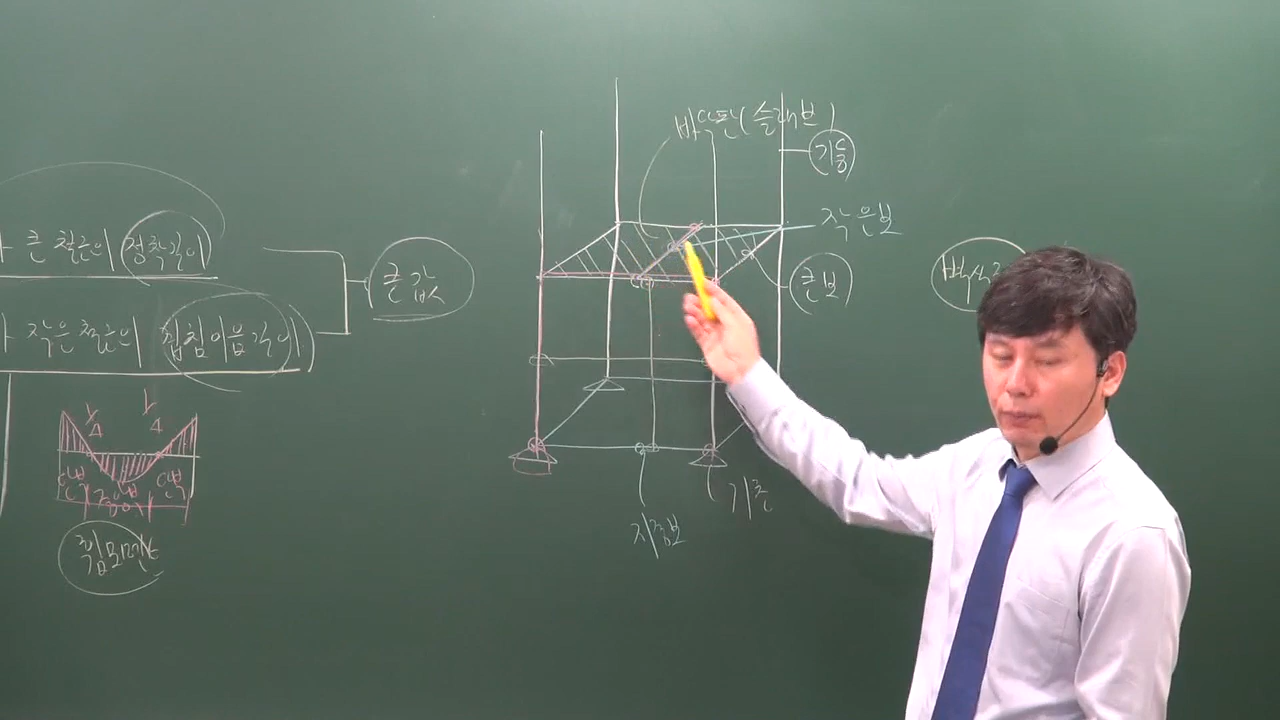 큰 철근의 정착길이
작은 철근의 겹침이음길이)
큰 값
1/4 1/4
단부 중앙부 단부
휨모멘트
바닥판(슬래브)
기둥
작은보
큰보
지중보
기초
벽